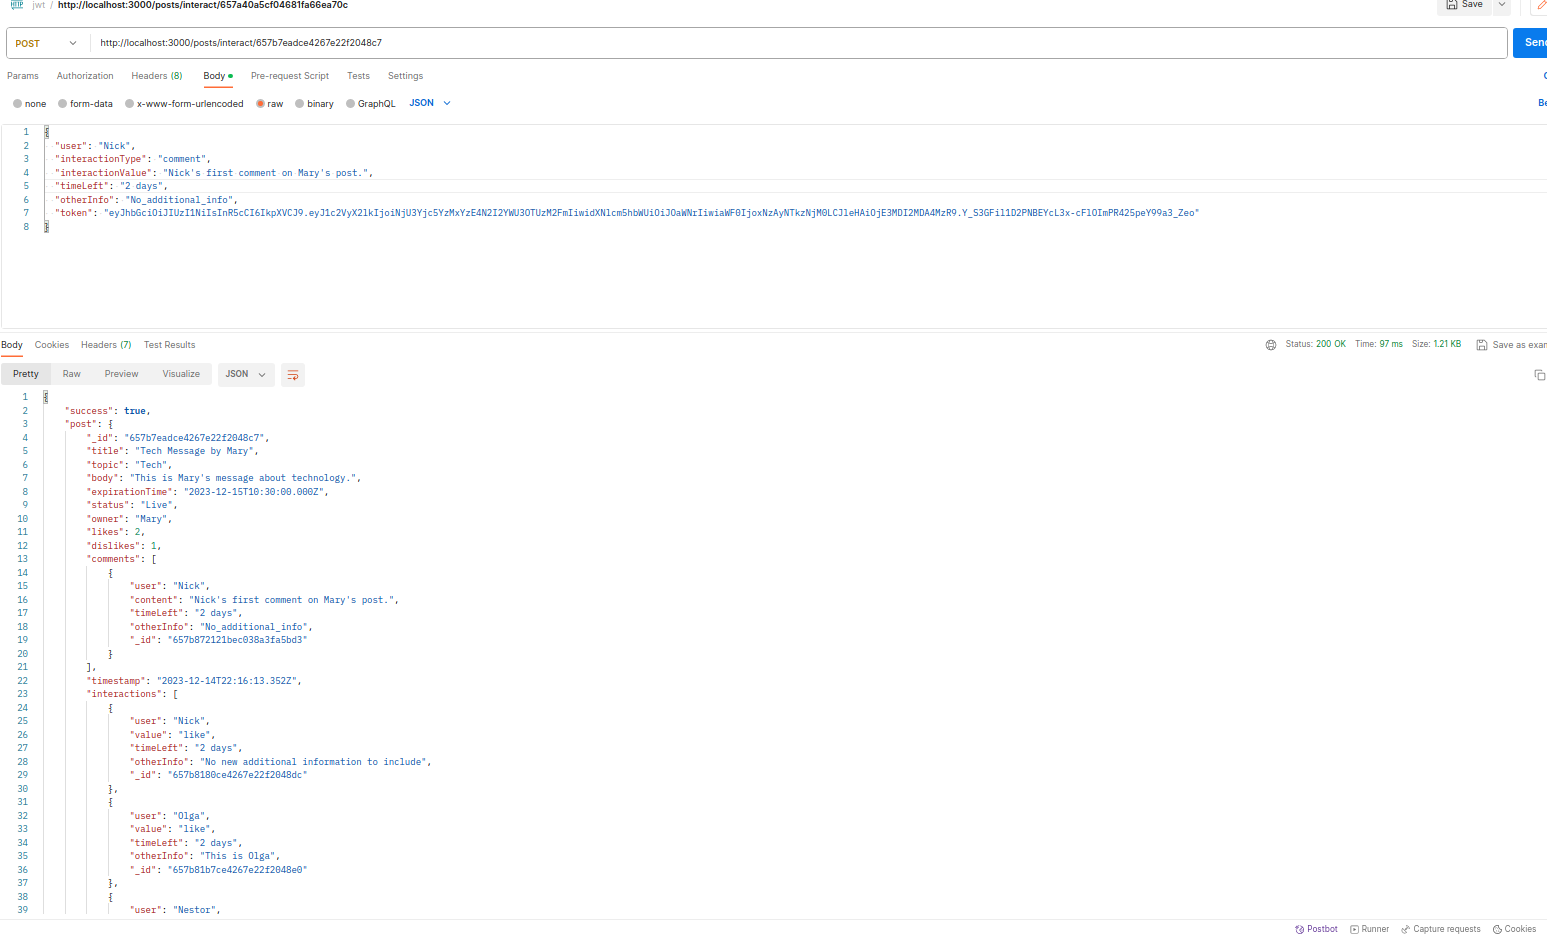 HTTP jwt / http://localhost:3000/posts/interact/657a40a5cf04681fa66ea70c Save
POST http://localhost:3000/posts/interact/657b7eadce4267e22f2048c7 Send
Params Authorization Headers (8) Body Pre-request Script Tests Settings
none form-data x-www-form-urlencoded raw binary GraphQL JSON
1 {
2 "user": "Nick",
3 "interactionType": "comment",
4 "interactionValue": "Nick's first comment on Mary's post.",
5 "timeLeft": "2 days",
6 "otherInfo": "No_additional_info",
7 "token":
8 }
Body Cookies Headers (7) Test Results Status: 200 OK Time: 97 ms Size: 1.21 KB Save as
Pretty Raw Preview Visualize JSON
1 {
2 "success": true,
3 "post": {
4 "_id": "657b7eadce4267e22f2048c7",
5 "title": "Tech Message by Mary",
6 "topic": "Tech",
7 "body": "This is Mary's message about technology.",
8 "expirationTime": "2023-12-15T10:30:00.000Z",
9 "status": "Live",
10 "owner": "Mary",
11 "likes": 2,
12 "dislikes": 1,
13 "comments": [
14 {
15 "user": "Nick",
16 "content": "Nick's first comment on Mary's post.",
17 "timeLeft": "2 days",
18 "otherInfo": "No_additional_info",
19 "_id": "657b872121bec038a3fa5bd3"
20 }
21 ],
22 "timestamp": "2023-12-14T22:16:13.352Z",
23 "interactions": [
24 {
25 "user": "Nick",
26 "value": "like",
27 "timeLeft": "2 days",
28 "otherInfo": "No new additional information to include",
29 "_id": "657b8180ce4267e22f2048dc"
30 },
31 {
32 "user": "Olga",
33 "value": "like",
34 "timeLeft": "2 days",
35 "otherInfo": "This is Olga",
36 "_id": "657b81b7ce4267e22f2048e0"
37 },
38 {
39 "user": "Nestor",
Postbot Runner Capture requests Cookies